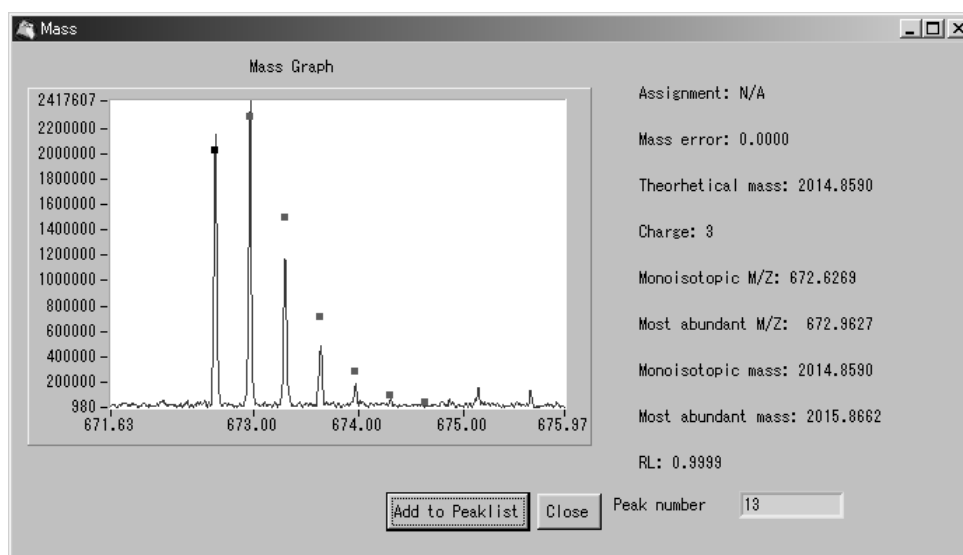 Mass
Mass Graph
2417607
2200000
2000000
1800000
1600000
1400000
1200000
1000000
800000
600000
400000
200000
980
671.63 673.00 674.00 675.00 675.97
Assignment: N/A
Mass error: 0.0000
Theorhetical mass: 2014.8590
Charge: 3
Monoisotopic M/Z: 672.6269
Most abundant M/Z: 672.9627
Monoisotopic mass: 2014.8590
Most abundant mass: 2015.8662
RL: 0.9999
Add to Peaklist Close Peak number 13